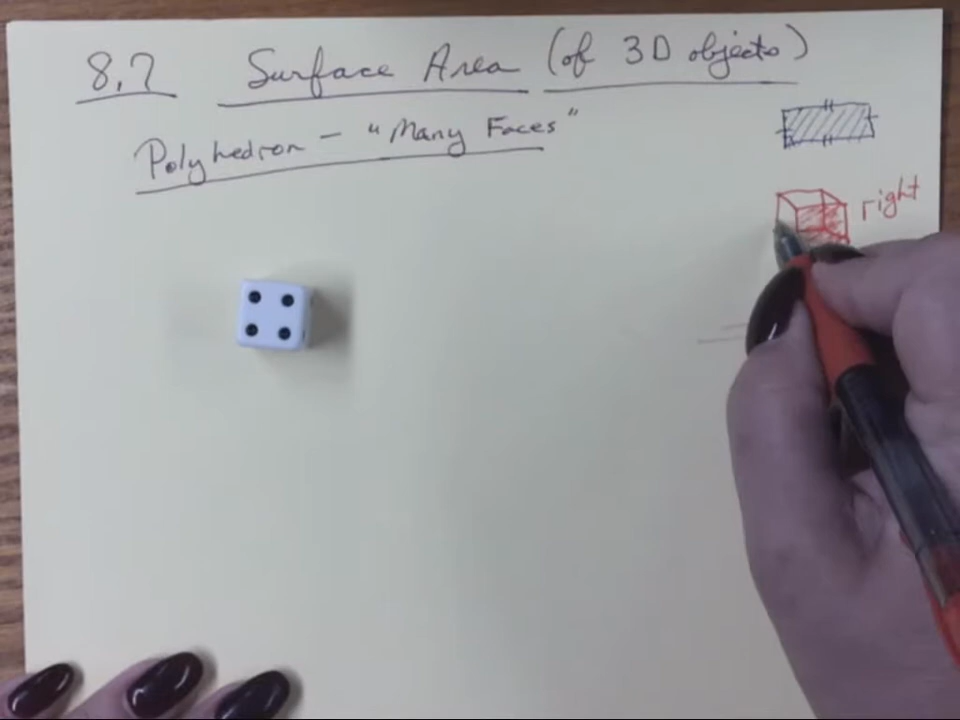 8.7 Surface Area (of 3D objects)
Polyhedron - "Many Faces"
right